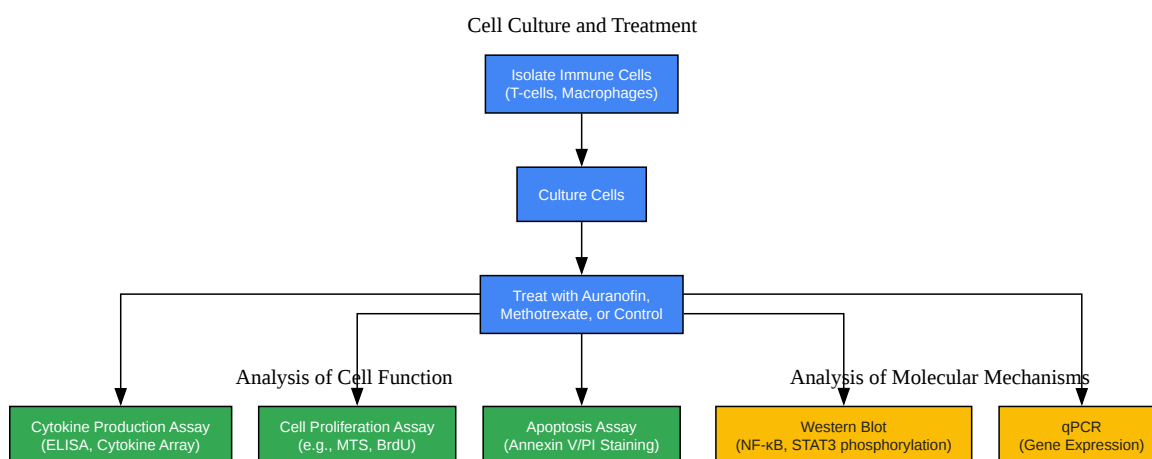 Cell Culture and Treatment
Isolate Immune Cells
(T-cells, Macrophages)
Culture Cells
Treat with Auranofin,
Methotrexate, or Control
Analysis of Cell Function
Analysis of Molecular Mechanisms
Cytokine Production Assay
(ELISA, Cytokine Array)
Cell Proliferation Assay
(e.g., MTS, BrdU)
Apoptosis Assay
(Annexin V/PI Staining)
Western Blot
(NF-κB, STAT3 phosphorylation)
qPCR
(Gene Expression)